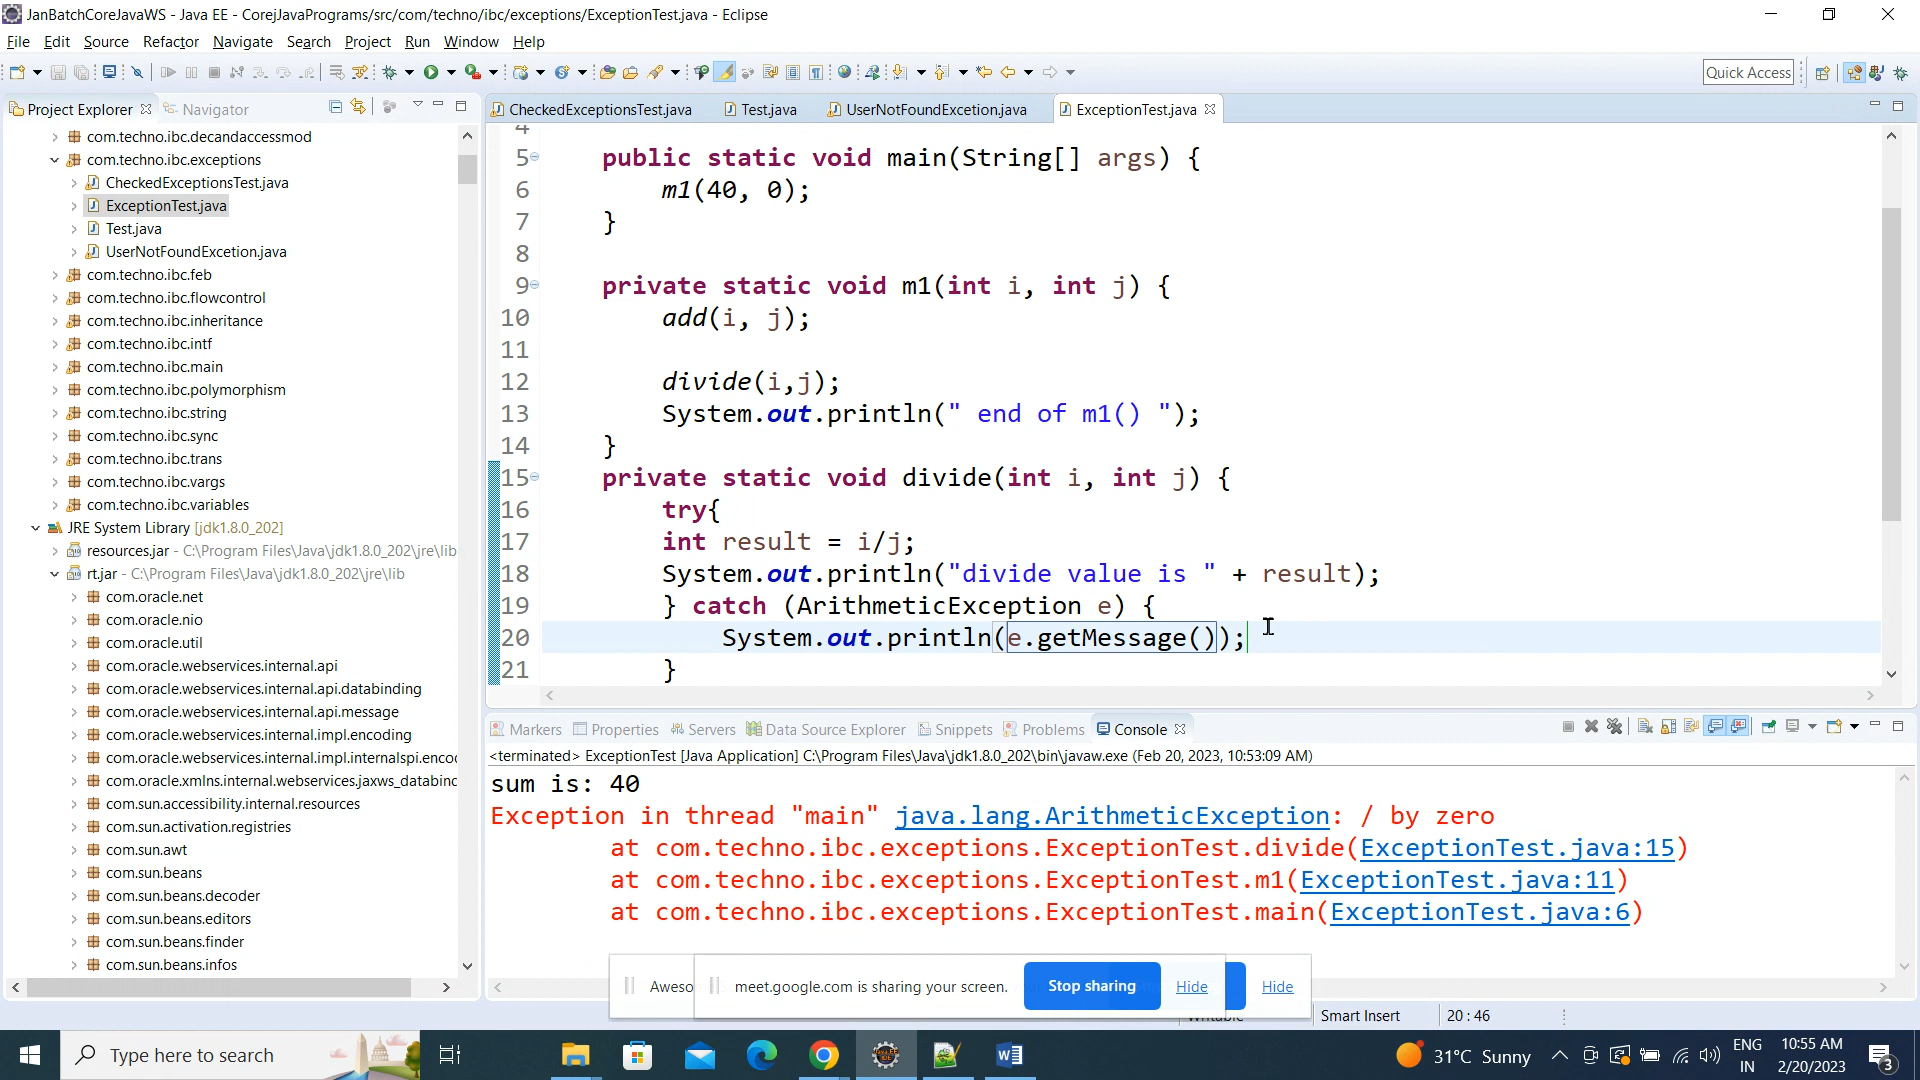 JanBatchCoreJavaWS - Java EE - CorejJavaPrograms/src/com/techno/ibc/exceptions/ExceptionTest.java - Eclipse
File Edit Source Refactor Navigate Search Project Run Window Help
Quick Access
Project Explorer Navigator
com.techno.ibc.decandaccessmod
com.techno.ibc.exceptions
CheckedExceptionsTest.java
ExceptionTest.java
Test.java
UserNotFoundExcetion.java
com.techno.ibc.feb
com.techno.ibc.flowcontrol
com.techno.ibc.inheritance
com.techno.ibc.intf
com.techno.ibc.main
com.techno.ibc.polymorphism
com.techno.ibc.string
com.techno.ibc.sync
com.techno.ibc.trans
com.techno.ibc.vargs
com.techno.ibc.variables
JRE System Library [jdk1.8.0_202]
resources.jar - C:\Program Files\Java\jdk1.8.0_202\jre\lib
rt.jar - C:\Program Files\Java\jdk1.8.0_202\jre\lib
com.oracle.net
com.oracle.nio
com.oracle.util
com.oracle.webservices.internal.api
com.oracle.webservices.internal.api.databinding
com.oracle.webservices.internal.api.message
com.oracle.webservices.internal.impl.encoding
com.oracle.webservices.internal.impl.internalspi.enco
com.oracle.xmlns.internal.webservices.jaxws_databinc
com.sun.accessibility.internal.resources
com.sun.activation.registries
com.sun.awt
com.sun.beans
com.sun.beans.decoder
com.sun.beans.editors
com.sun.beans.finder
com.sun.beans.infos
CheckedExceptionsTest.java Test.java UserNotFoundExcetion.java ExceptionTest.java
4
5 public static void main(String[] args) {
6 m1(40, 0);
7 }
8
9 private static void m1(int i, int j) {
10 add(i, j);
11
12 divide(i,j);
13 System.out.println(" end of m1() ");
14 }
15 private static void divide(int i, int j) {
16 try{
17 int result = i/j;
18 System.out.println("divide value is " + result);
19 } catch (ArithmeticException e) {
20 System.out.println(e.getMessage());
21 }
Markers Properties Servers Data Source Explorer Snippets Problems Console
<terminated> ExceptionTest [Java Application] C:\Program Files\Java\jdk1.8.0_202\bin\javaw.exe (Feb 20, 2023, 10:53:09 AM)
sum is: 40
Exception in thread "main" java.lang.ArithmeticException: / by zero
at com.techno.ibc.exceptions.ExceptionTest.divide(ExceptionTest.java:15)
at com.techno.ibc.exceptions.ExceptionTest.m1(ExceptionTest.java:11)
at com.techno.ibc.exceptions.ExceptionTest.main(ExceptionTest.java:6)
Aweso meet.google.com is sharing your screen. Stop sharing Hide Hide
Writable Smart Insert 20 : 46
Type here to search
31°C Sunny
ENG
IN
10:55 AM
2/20/2023
3